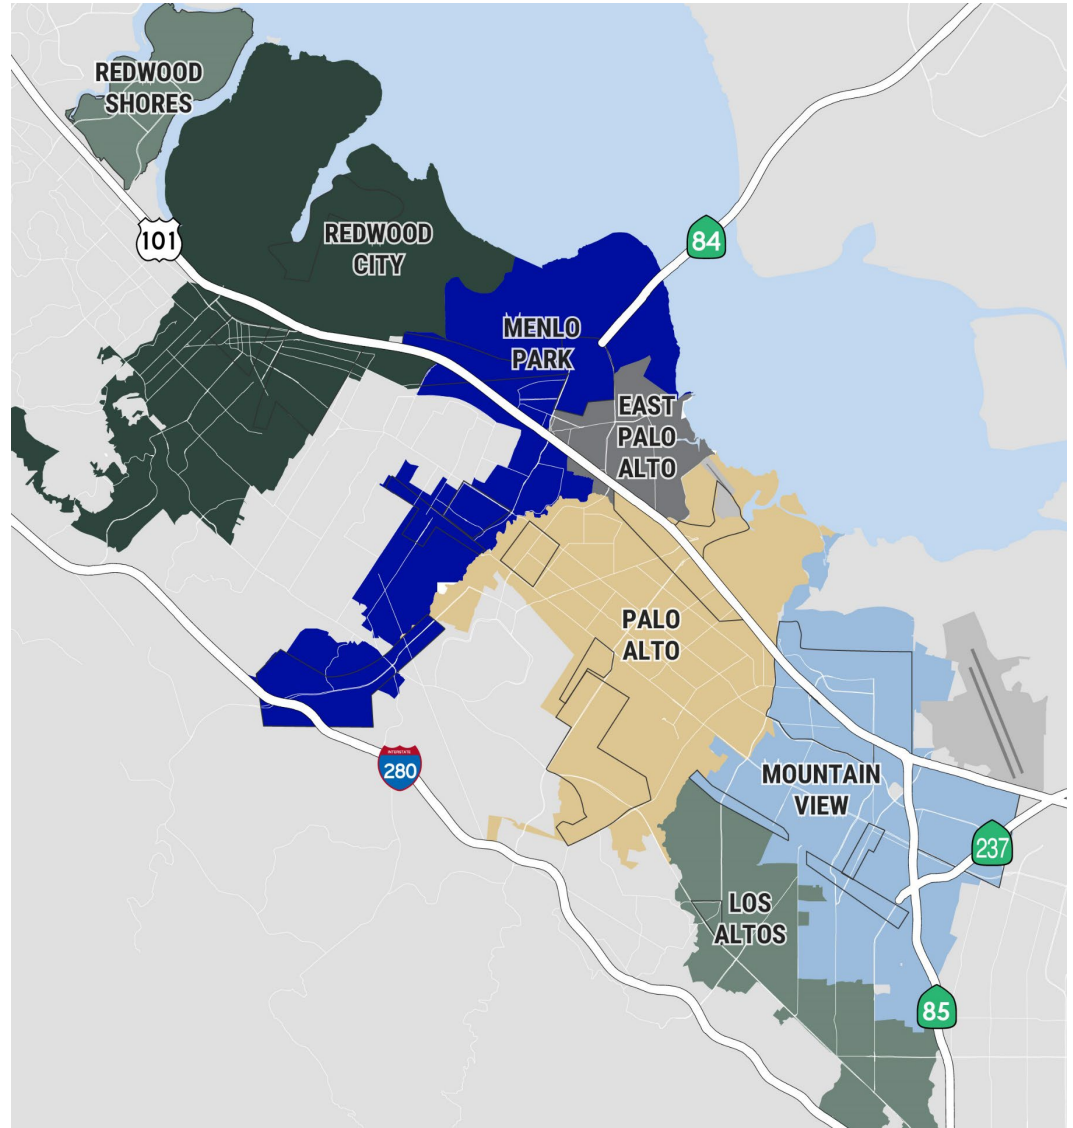 REDWOOD
SHORES
101
REDWOOD
CITY
84
MENLO
PARK
EAST
PALO
ALTO
PALO
ALTO
INTERSTATE
280
MOUNTAIN
VIEW
237
LOS
ALTOS
85